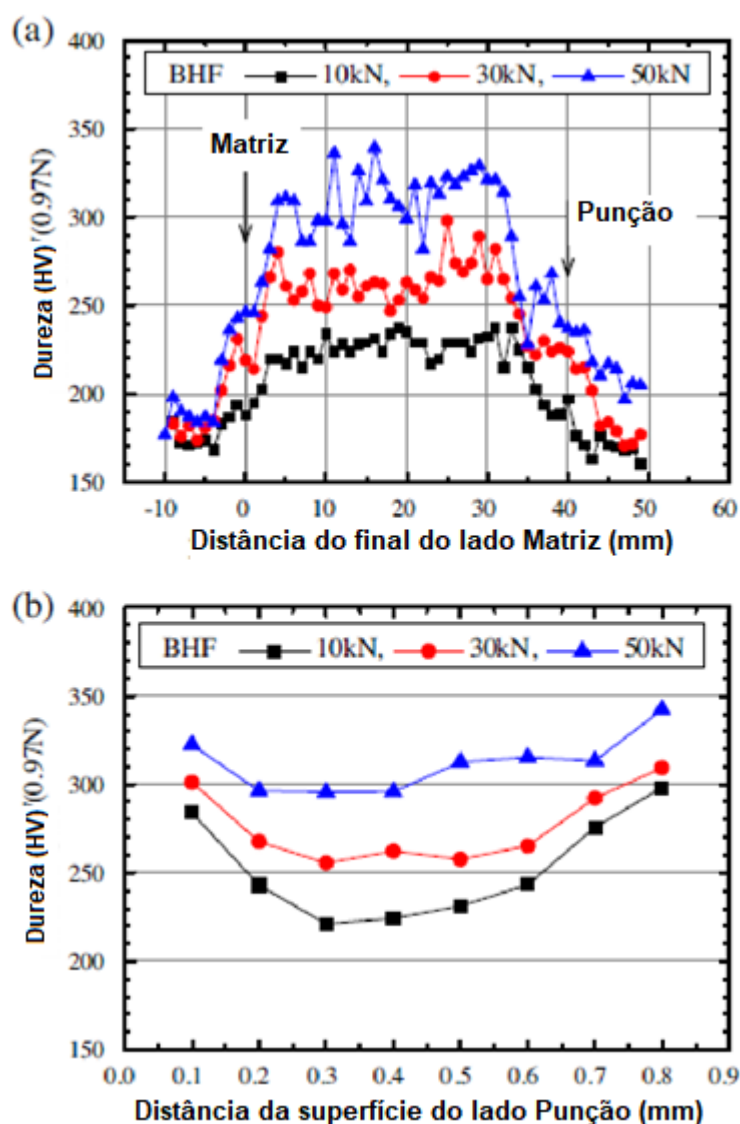 (a)
400
350
300
250
200
150
BHF 10kN, 30kN, 50kN
Matriz
Punção
Dureza (HV) (0.97N)
-10 0 10 20 30 40 50 60
Distância do final do lado Matriz (mm)
(b)
400
350
300
250
200
150
BHF 10kN, 30kN, 50kN
Dureza (HV) (0.97N)
0.0 0.1 0.2 0.3 0.4 0.5 0.6 0.7 0.8 0.9
Distância da superfície do lado Punção (mm)